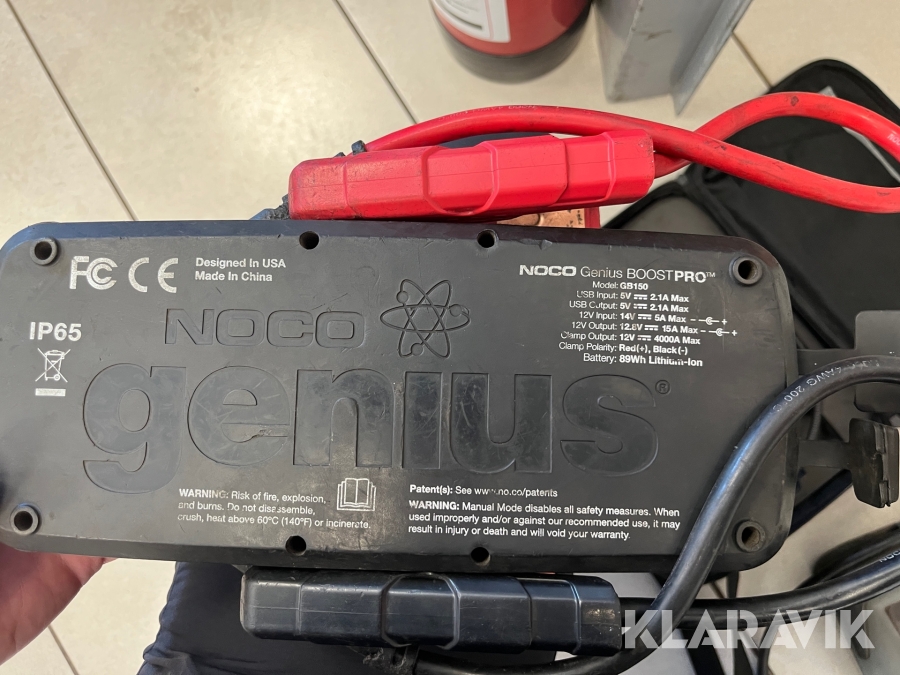 FC CE
Designed In USA
Made In China
IP65
NOCO
genius®
NOCO Genius BOOSTPRO™
Model: GB150
USB Input: 5V ⎓ 2.1A Max
USB Output: 5V ⎓ 2.1A Max
12V Input: 14V ⎓ 5A Max
12V Output: 12.8V ⎓ 15A Max
Clamp Output: 12V ⎓ 4000A Max
Clamp Polarity: Red(+), Black(-)
Battery: 89Wh Lithium-Ion
WARNING: Risk of fire, explosion,
and burns. Do not disassemble,
crush, heat above 60°C (140°F) or incinerate.
Patent(s): See www.no.co/patents
WARNING: Manual Mode disables all safety measures. When
used improperly and/or against our recommended use, it may
result in injury or death and will void your warranty.
KLARAVIK